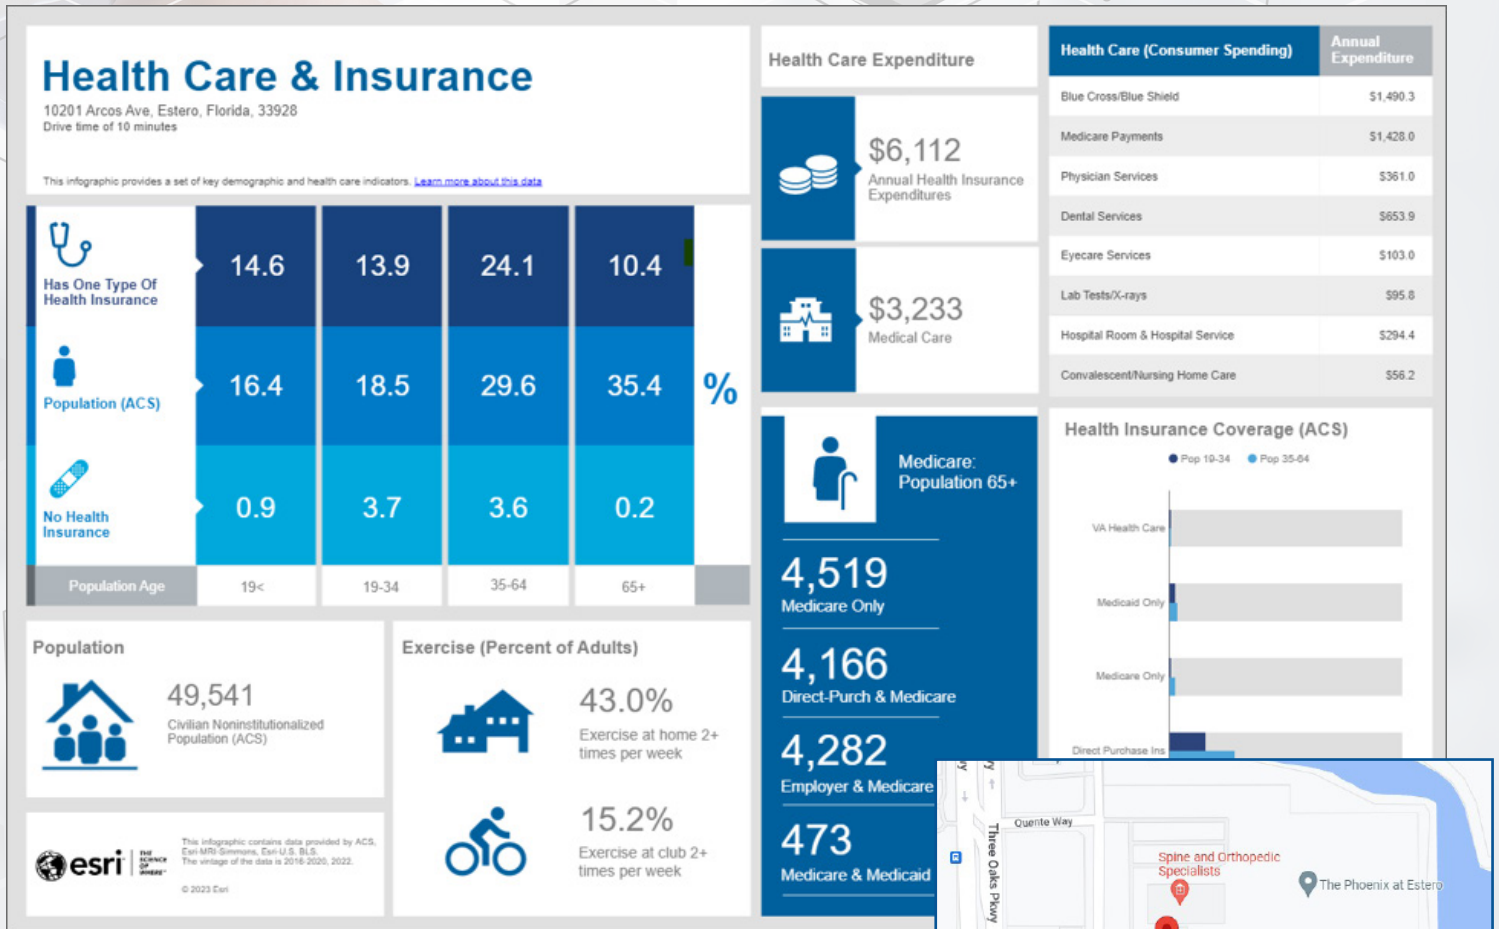 Health Care & Insurance
10201 Arcos Ave, Estero, Florida, 33928
Drive time of 10 minutes
This infographic provides a set of key demographic and health care indicators. Learn more about this data
Has One Type Of
Health Insurance
14.6
13.9
24.1
10.4
Population (ACS)
16.4
18.5
29.6
35.4
%
No Health
Insurance
0.9
3.7
3.6
0.2
Population Age
19<
19-34
35-64
65+
Population
49,541
Civilian Noninstitutionalized
Population (ACS)
esri
THE
SCIENCE
OF
WHERE
This infographic contains data provided by ACS,
Esri-MRI-Simmons, Esri-U.S. BLS.
The vintage of the data is 2016-2020, 2022.
© 2023 Esri
Exercise (Percent of Adults)
43.0%
Exercise at home 2+
times per week
15.2%
Exercise at club 2+
times per week
Health Care Expenditure
$6,112
Annual Health Insurance
Expenditures
$3,233
Medical Care
Medicare:
Population 65+
4,519
Medicare Only
4,166
Direct-Purch & Medicare
4,282
Employer & Medicare
473
Medicare & Medicaid
Health Care (Consumer Spending)
Annual
Expenditure
Blue Cross/Blue Shield
$1,490.3
Medicare Payments
$1,428.0
Physician Services
$361.0
Dental Services
$653.9
Eyecare Services
$103.0
Lab Tests/X-rays
$95.8
Hospital Room & Hospital Service
$294.4
Convalescent/Nursing Home Care
$56.2
Health Insurance Coverage (ACS)
Pop 19-34
Pop 35-64
VA Health Care
Medicaid Only
Medicare Only
Direct Purchase Ins
Quente Way
Three Oaks Pkwy
Spine and Orthopedic
Specialists
The Phoenix at Estero